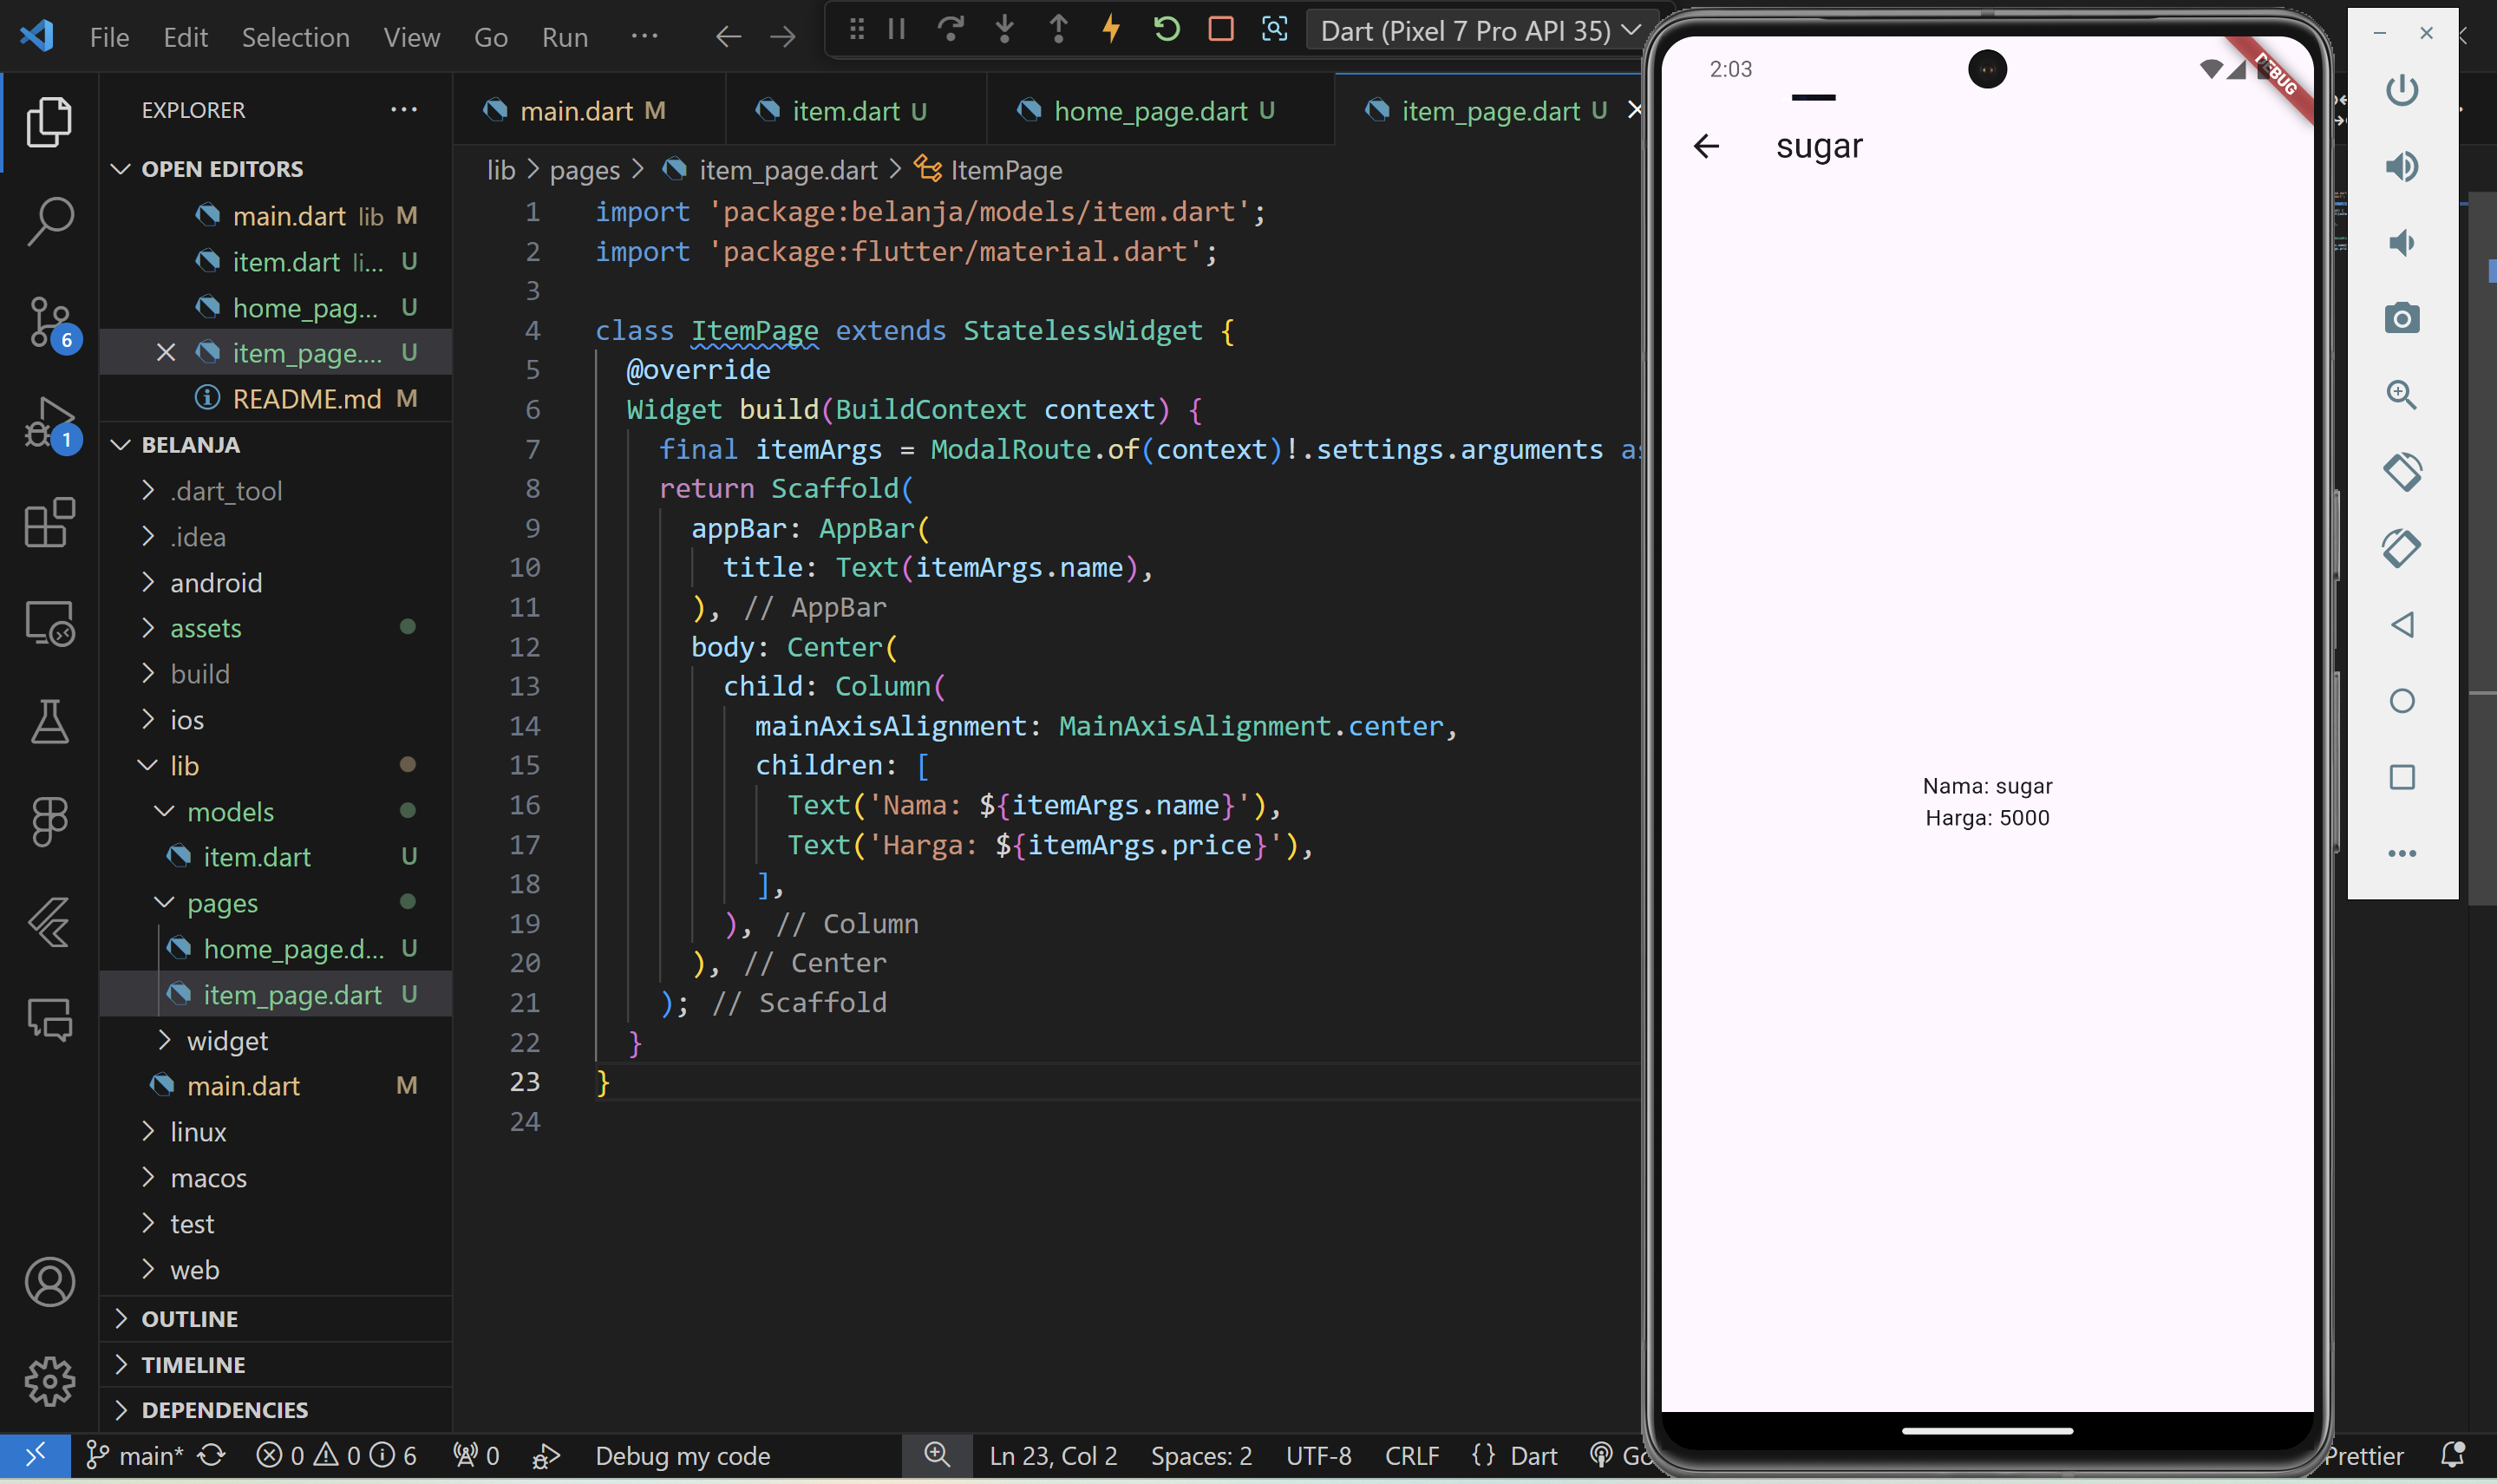 File Edit Selection View Go Run ...
Dart (Pixel 7 Pro API 35)
EXPLORER
OPEN EDITORS
main.dart lib M
item.dart li... U
home_pag... U
item_page.... U
README.md M
BELANJA
.dart_tool
.idea
android
assets
build
ios
lib
models
item.dart U
pages
home_page.d... U
item_page.dart U
widget
main.dart M
linux
macos
test
web
OUTLINE
TIMELINE
DEPENDENCIES
6
1
main.dart M
item.dart U
home_page.dart U
item_page.dart U
lib > pages > item_page.dart > ItemPage
1 import 'package:belanja/models/item.dart';
2 import 'package:flutter/material.dart';
3
4 class ItemPage extends StatelessWidget {
5 @override
6 Widget build(BuildContext context) {
7 final itemArgs = ModalRoute.of(context)!.settings.arguments as
8 return Scaffold(
9 appBar: AppBar(
10 title: Text(itemArgs.name),
11 ), // AppBar
12 body: Center(
13 child: Column(
14 mainAxisAlignment: MainAxisAlignment.center,
15 children: [
16 Text('Nama: ${itemArgs.name}'),
17 Text('Harga: ${itemArgs.price}'),
18 ],
19 ), // Column
20 ), // Center
21 ); // Scaffold
22 }
23 }
24
2:03
DEBUG
sugar
Nama: sugar
Harga: 5000
main* 0 0 6 0 Debug my code Ln 23, Col 2 Spaces: 2 UTF-8 CRLF {} Dart Go Prettier